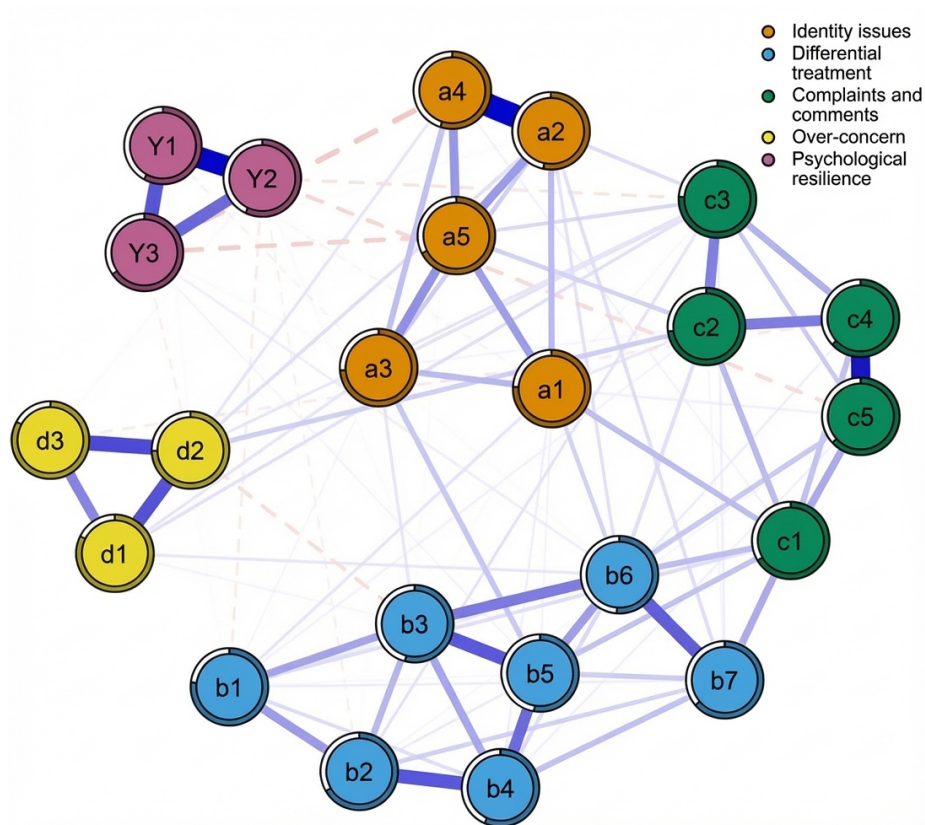 Identity issues
Differential
treatment
Complaints and
comments
Over-concern
Psychological
resilience
a4
a2
Y1
Y2
c3
a5
Y3
c2
c4
a3
a1
c5
d3
d2
d1
c1
b6
b3
b5
b1
b7
b2
b4